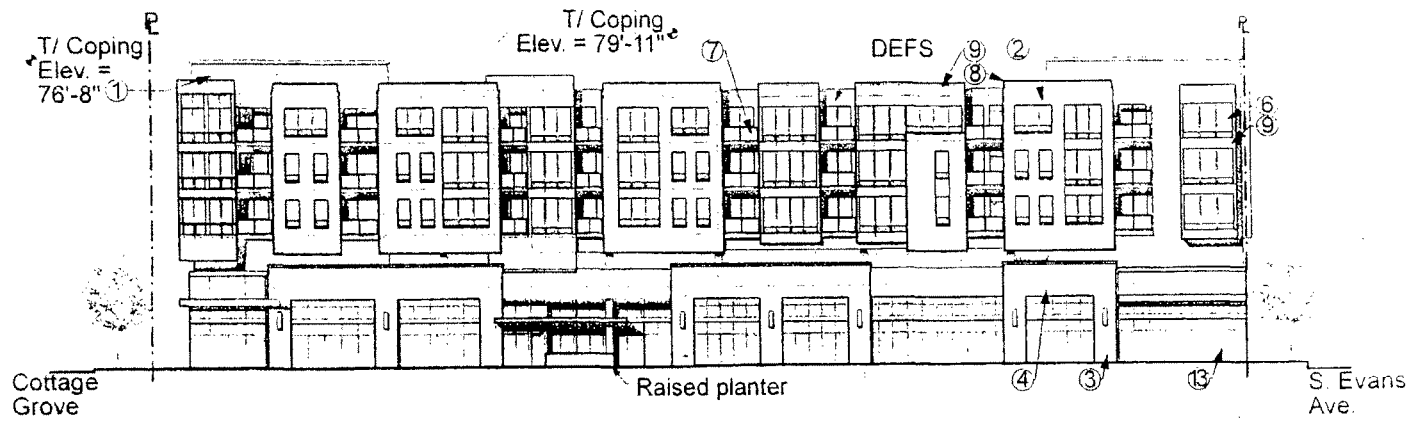 T/ Coping
Elev. =
76'-8" ①
T/ Coping
Elev. = 79'-11"
⑦
DEFS
⑨
⑧
②
⑥
⑨
Cottage
Grove
Raised planter
④
③
⑬
S. Evans
Ave.